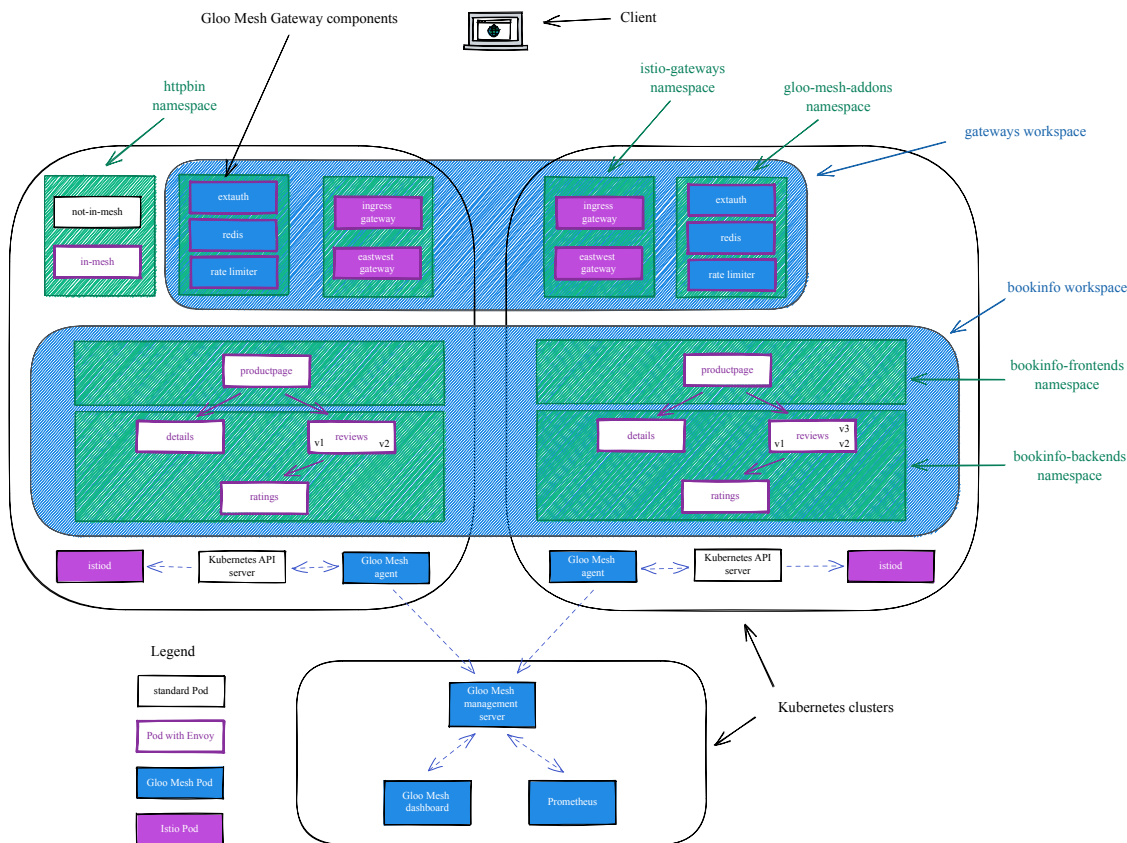 Gloo Mesh Gateway components
Client
httpbin
namespace
istio-gateways
namespace
gloo-mesh-addons
namespace
gateways workspace
not-in-mesh
in-mesh
extauth
redis
rate limiter
ingress
gateway
eastwest
gateway
ingress
gateway
eastwest
gateway
extauth
redis
rate limiter
bookinfo workspace
productpage
details
reviews
v1
v2
ratings
productpage
details
v3
reviews
v1
v2
ratings
bookinfo-frontends
namespace
bookinfo-backends
namespace
istiod
Kubernetes API
server
Gloo Mesh
agent
Gloo Mesh
agent
Kubernetes API
server
istiod
Legend
standard Pod
Pod with Envoy
Gloo Mesh Pod
Istio Pod
Gloo Mesh
management
server
Gloo Mesh
dashboard
Prometheus
Kubernetes clusters